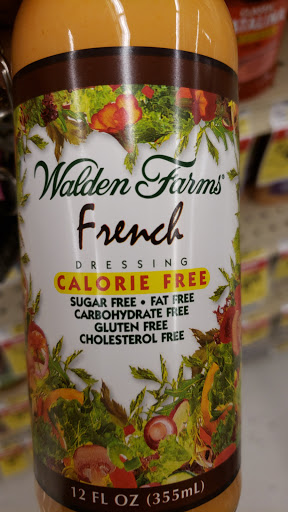 CATALINA
Walden Farms®
French
DRESSING
CALORIE FREE
SUGAR FREE • FAT FREE
CARBOHYDRATE FREE
GLUTEN FREE
CHOLESTEROL FREE
12 FL OZ (355mL)